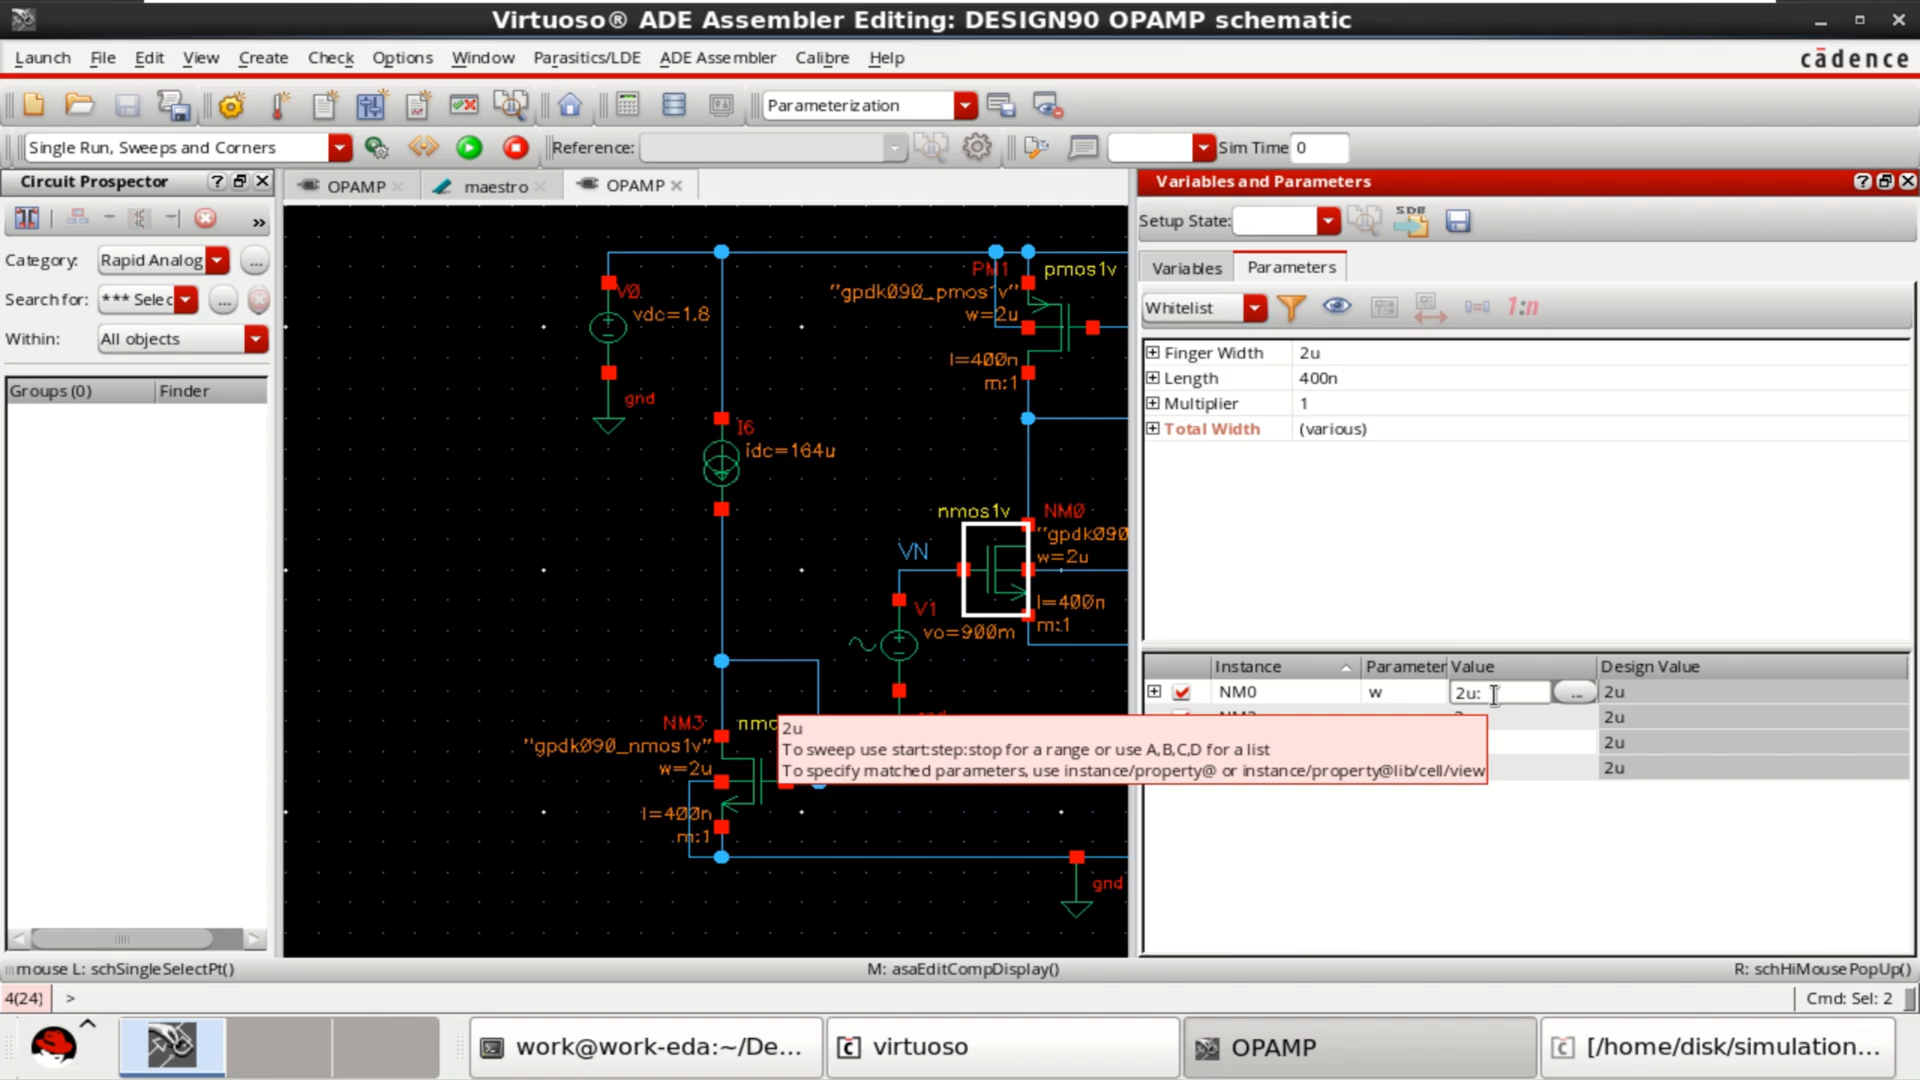 Virtuoso® ADE Assembler Editing: DESIGN90 OPAMP schematic
Launch File Edit View Create Check Options Window Parasitics/LDE ADE Assembler Calibre Help
cādence
Parameterization
Single Run, Sweeps and Corners
Reference:
Sim Time 0
Circuit Prospector
OPAMP
maestro
OPAMP
Variables and Parameters
»
Setup State:
SDB
Category: Rapid Analog ...
Variables Parameters
Search for: *** Selec ...
Whitelist
1:n
Within: All objects
Groups (0) Finder
Finger Width 2u
Length 400n
Multiplier 1
Total Width (various)
V0
vdc=1.8
gnd
PM1 pmos1v
"gpdk090_pmos1v"
w=2u
l=400n
m:1
I6
idc=164u
nmos1v NM0
"gpdk090
w=2u
l=400n
m:1
VN
V1
vo=900m
NM3
"gpdk090_nmos1v"
w=2u
l=400n
m:1
gnd
Instance Parameter Value Design Value
NM0 w 2u: ... 2u
2u
2u
2u
2u
To sweep use start:step:stop for a range or use A,B,C,D for a list
To specify matched parameters, use instance/property@ or instance/property@lib/cell/view
mouse L: schSingleSelectPt() M: asaEditCompDisplay() R: schHiMousePopUp()
4(24) > Cmd: Sel: 2
work@work-eda:~/De...
virtuoso
OPAMP
[/home/disk/simulation...